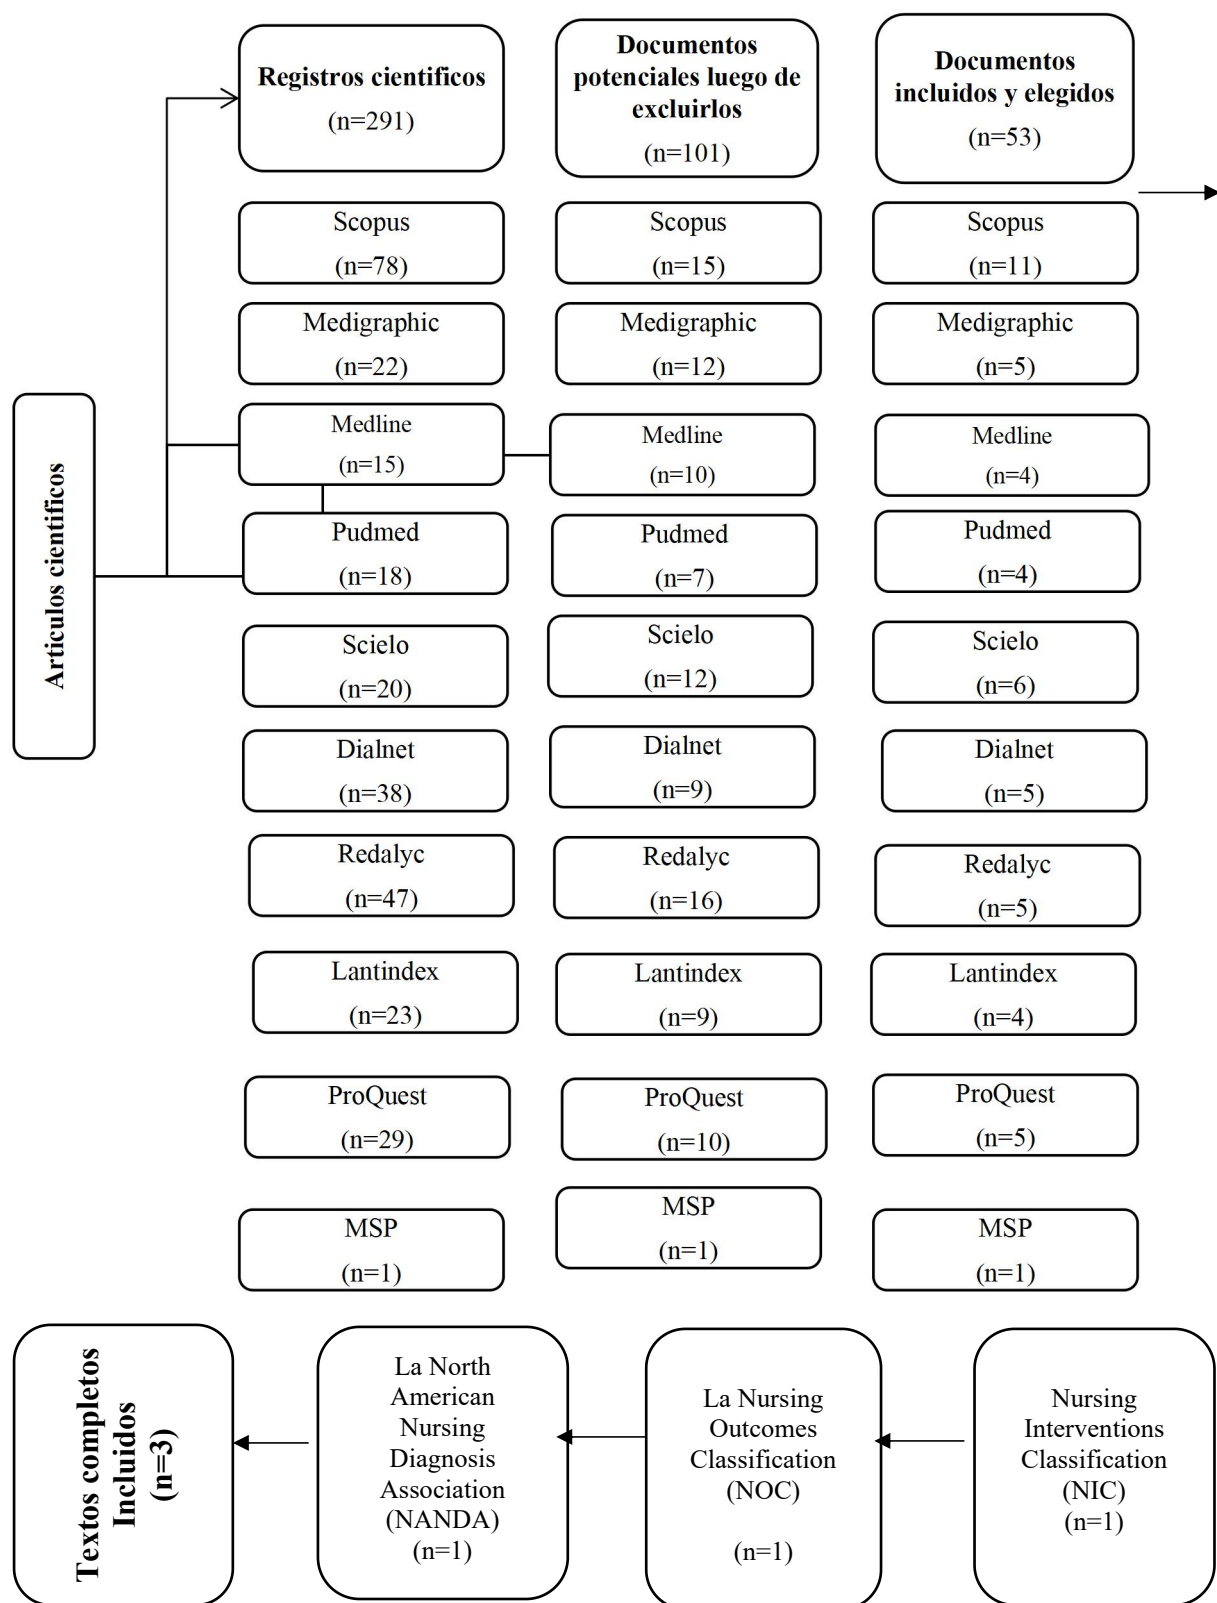 Registros cientificos
(n=291)
Documentos
potenciales luego de
excluirlos
(n=101)
Documentos
incluidos y elegidos
(n=53)
Scopus
(n=78)
Scopus
(n=15)
Scopus
(n=11)
Medigraphic
(n=22)
Medigraphic
(n=12)
Medigraphic
(n=5)
Articulos cientificos
Medline
(n=15)
Medline
(n=10)
Medline
(n=4)
Pudmed
(n=18)
Pudmed
(n=7)
Pudmed
(n=4)
Scielo
(n=20)
Scielo
(n=12)
Scielo
(n=6)
Dialnet
(n=38)
Dialnet
(n=9)
Dialnet
(n=5)
Redalyc
(n=47)
Redalyc
(n=16)
Redalyc
(n=5)
Lantindex
(n=23)
Lantindex
(n=9)
Lantindex
(n=4)
ProQuest
(n=29)
ProQuest
(n=10)
ProQuest
(n=5)
MSP
(n=1)
MSP
(n=1)
MSP
(n=1)
Textos completos
Incluidos
(n=3)
La North
American
Nursing
Diagnosis
Association
(NANDA)
(n=1)
La Nursing
Outcomes
Classification
(NOC)
(n=1)
Nursing
Interventions
Classification
(NIC)
(n=1)